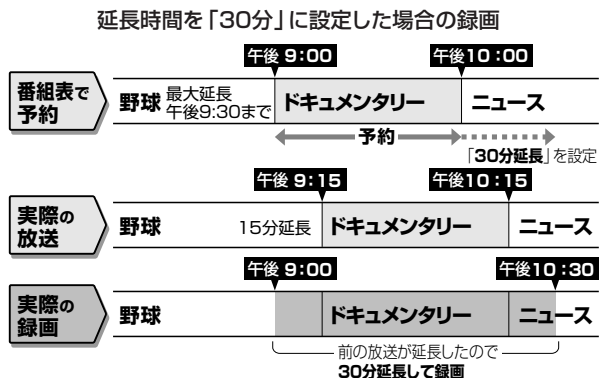 延長時間を「30分」に設定した場合の録画
午後 9:00 午後10:00
番組表で
予約
野球 最大延長
午後9:30まで
ドキュメンタリー ニュース
予約
「30分延長」を設定
午後 9:15 午後10:15
実際の
放送
野球 15分延長 ドキュメンタリー ニュース
午後 9:00 午後10:30
実際の
録画
野球 ドキュメンタリー ニュース
前の放送が延長したので
30分延長して録画